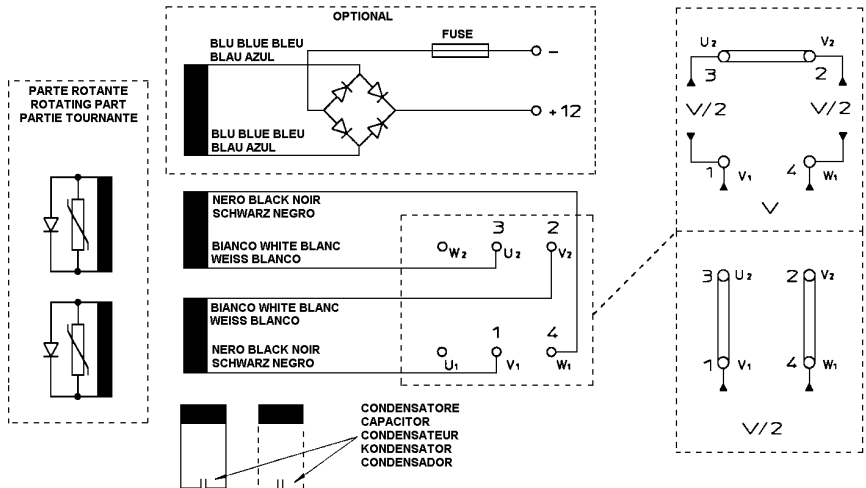 OPTIONAL
BLU BLUE BLEU
BLAU AZUL
FUSE
-
+12
BLU BLUE BLEU
BLAU AZUL
PARTE ROTANTE
ROTATING PART
PARTIE TOURNANTE
NERO BLACK NOIR
SCHWARZ NEGRO
BIANCO WHITE BLANC
WEISS BLANCO
3 2
W2 U2 V2
BIANCO WHITE BLANC
WEISS BLANCO
NERO BLACK NOIR
SCHWARZ NEGRO
1 4
U1 V1 W1
CONDENSATORE
CAPACITOR
CONDENSATEUR
KONDENSATOR
CONDENSADOR
U2 V2
3 2
V/2 V/2
1 V1 4 W1
V
3 U2 2 V2
1 V1 4 W1
V/2